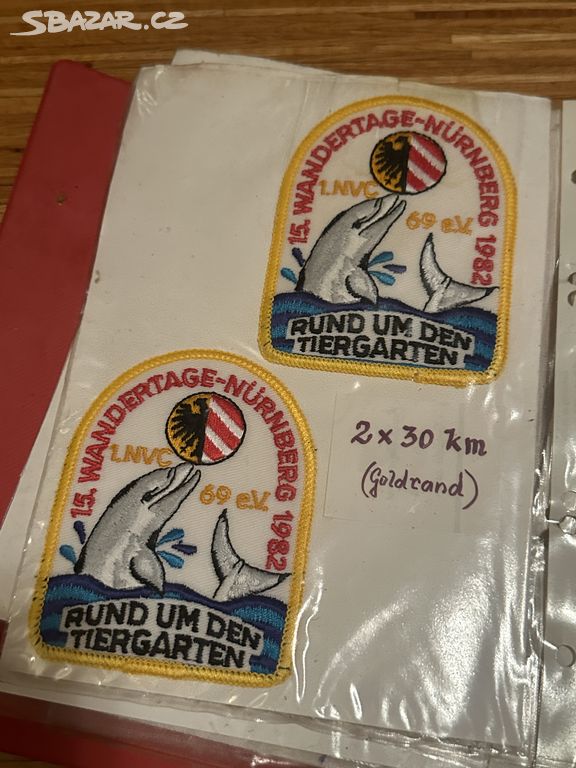 SBAZAR.CZ
15. WANDERTAGE-NÜRNBERG 1982
1.NVC
69 e.V.
RUND UM DEN
TIERGARTEN
2 x 30 km
(Goldrand)
15. WANDERTAGE-NÜRNBERG 1982
1.NVC
69 e.V.
RUND UM DEN
TIERGARTEN